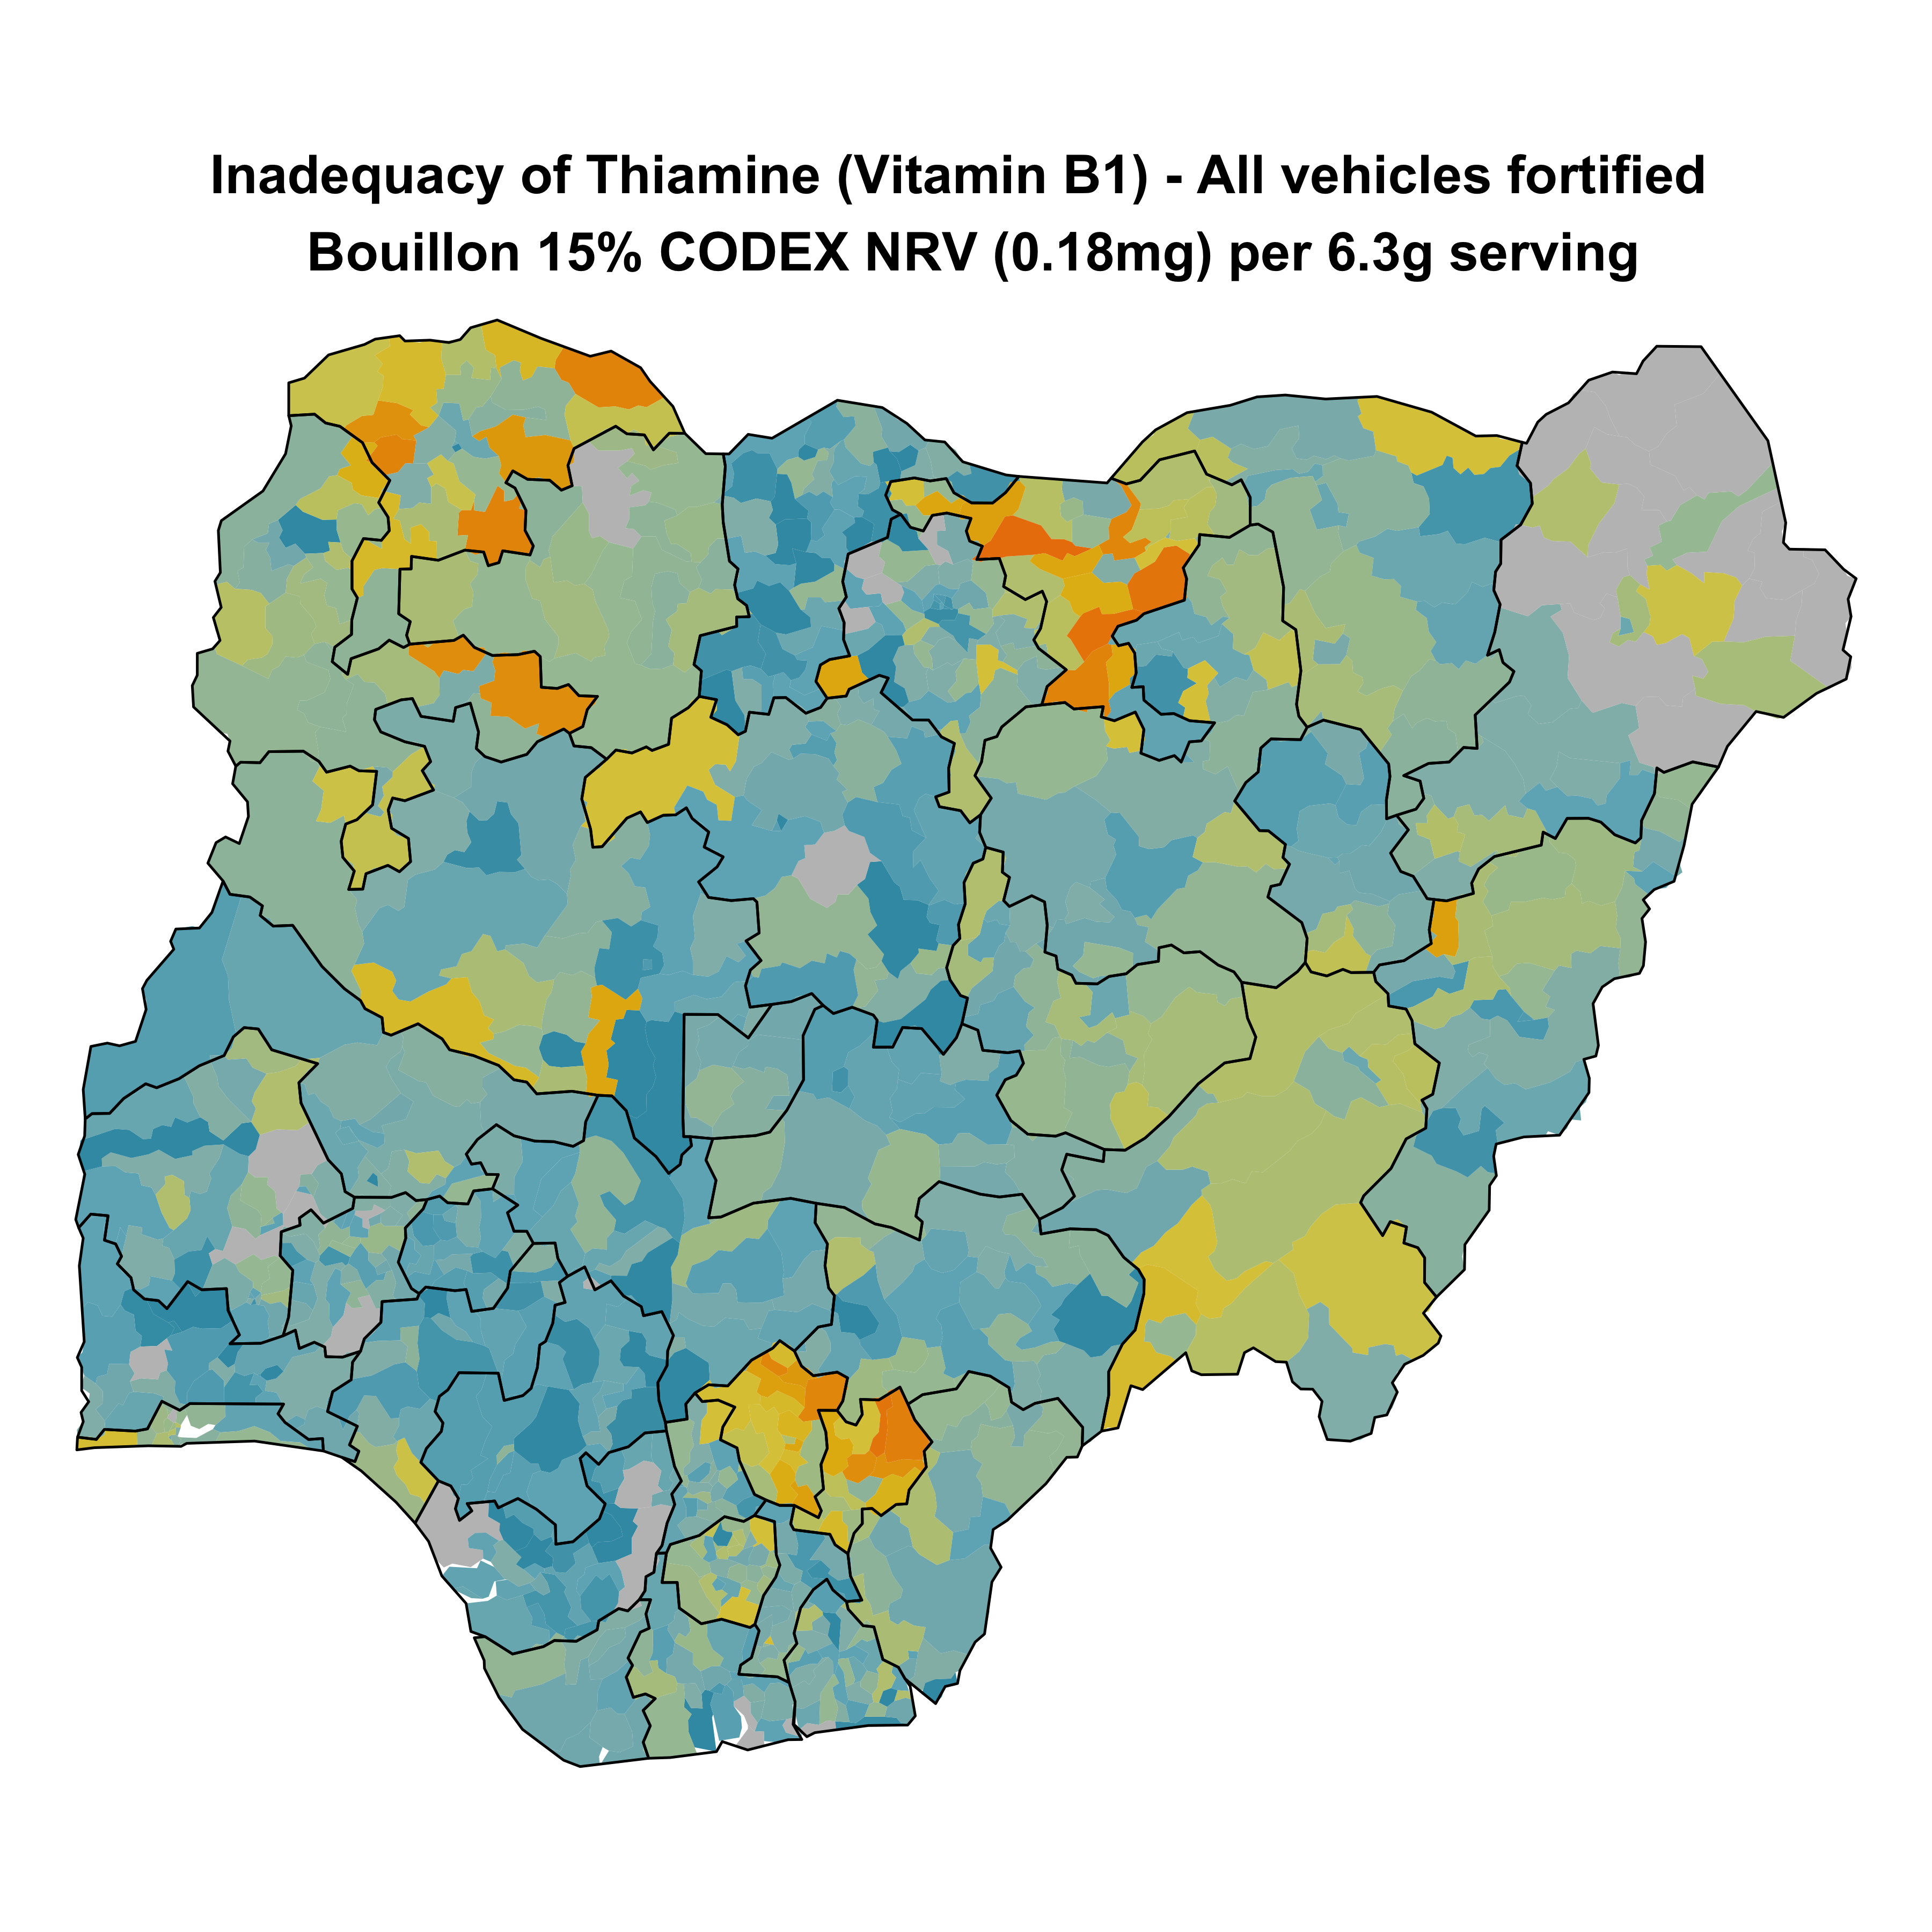 Inadequacy of Thiamine (Vitamin B1) - All vehicles fortified
Bouillon 15% CODEX NRV (0.18mg) per 6.3g serving